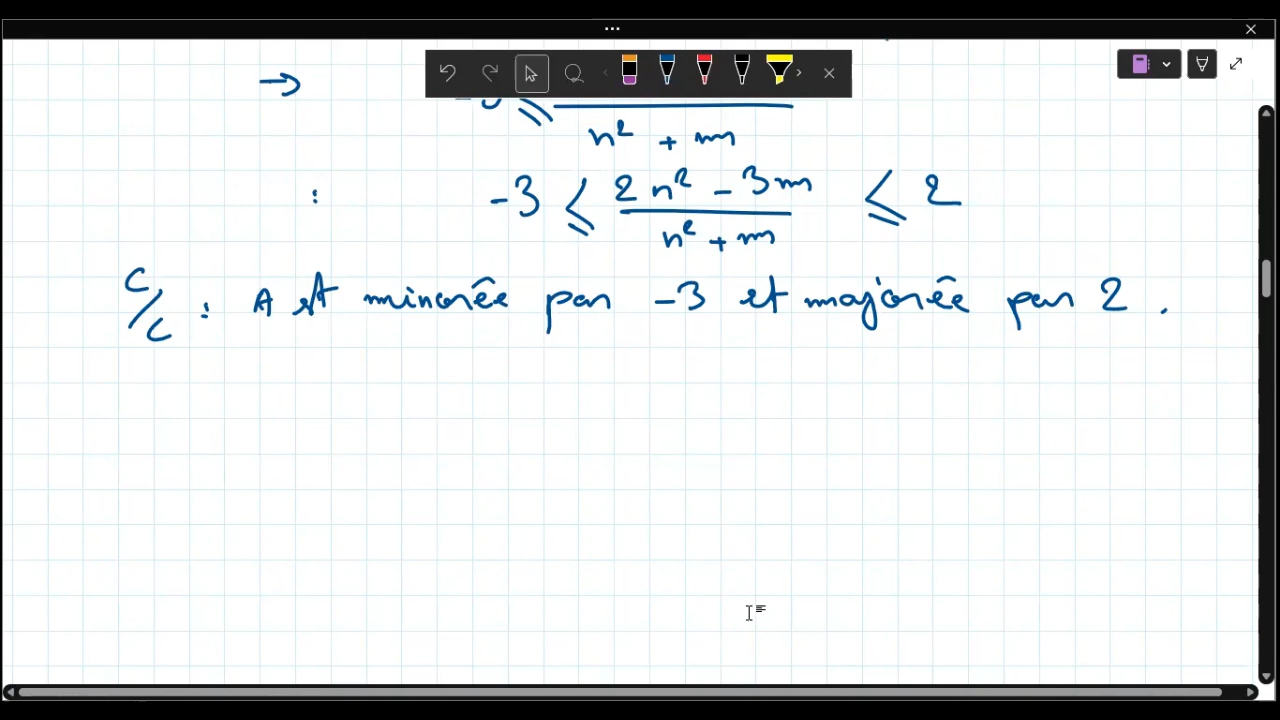 →
n² + m
: -3 ≤ (2n² - 3m)/(n² + m) ≤ 2
C/C : A est minorée par -3 et majorée par 2 .